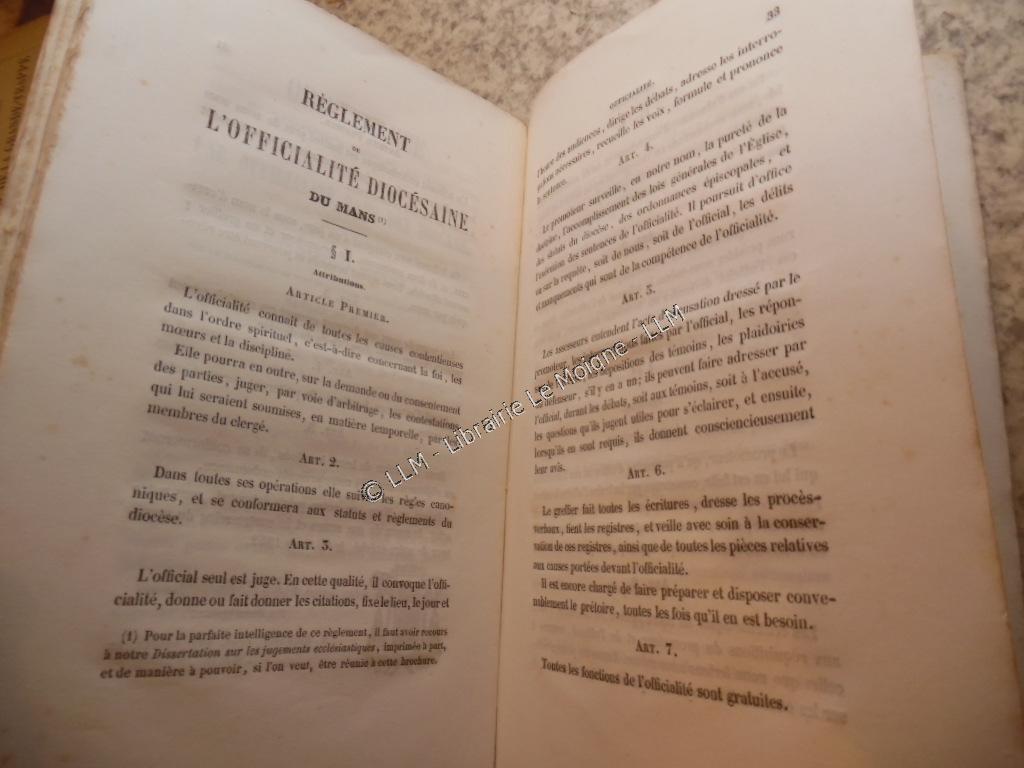 RÉGLEMENT
DE
L'OFFICIALITÉ DIOCÉSAINE
DU MANS (1)
§ I.
Attributions.
ARTICLE PREMIER.
L'officialité connaît de toutes les causes contentieuses
dans l'ordre spirituel, c'est-à-dire concernant la foi, les
mœurs et la discipline.
Elle pourra en outre, sur la demande ou du consentement
des parties, juger, par voie d'arbitrage, les contestations
qui lui seraient soumises, en matière temporelle, par
membres du clergé.
ART. 2.
Dans toutes ses opérations elle les règles cano-
niques, et se conformera aux statuts et règlements du
diocèse.
ART. 3.
L'official seul est juge. En cette qualité, il convoque l'offi-
cialité, donne ou fait donner les citations, fixe le lieu, le jour et
(1) Pour la parfaite intelligence de ce règlement, il faut avoir recours
à notre Dissertation sur les jugements ecclésiastiques, imprimée à part,
et de manière à pouvoir, si l'on veut, être réunie à cette brochure.
33
OFFICIALITÉ.
l'heure des audiences, dirige les débats, adresse les interro-
nécessaires, recueille les voix, formule et prononce
la sentence.
ART. 4.
Le promoteur surveille, en notre nom, la pureté de la
doctrine, l'accomplissement des lois générales de l'Église,
des statuts du diocèse, des ordonnances épiscopales, et
l'exécution des sentences de l'officialité. Il poursuit d'office
ou sur la requête, soit de nous, soit de l'official, les délits
et manquements qui sont de la compétence de l'officialité.
ART. 5.
Les assesseurs entendent l'acte d'accusation dressé par le
promoteur, les par l'official, les répon-
positions des témoins, les plaidoiries
du défenseur, s'il y en a un; ils peuvent faire adresser par
l'official, durant les débats, soit aux témoins, soit à l'accusé,
les questions qu'ils jugent utiles pour s'éclairer, et ensuite,
lorsqu'ils en sont requis, ils donnent consciencieusement
leur avis.
ART. 6.
Le greffier fait toutes les écritures, dresse les procès-
verbaux, tient les registres, et veille avec soin à la conser-
vation de ces registres, ainsi que de toutes les pièces relatives
aux causes portées devant l'officialité.
Il est encore chargé de faire préparer et disposer conve-
nablement le prétoire, toutes les fois qu'il en est besoin.
ART. 7.
Toutes les fonctions de l'officialité sont gratuites.
© LLM - Librairie Le Moigne - LLM